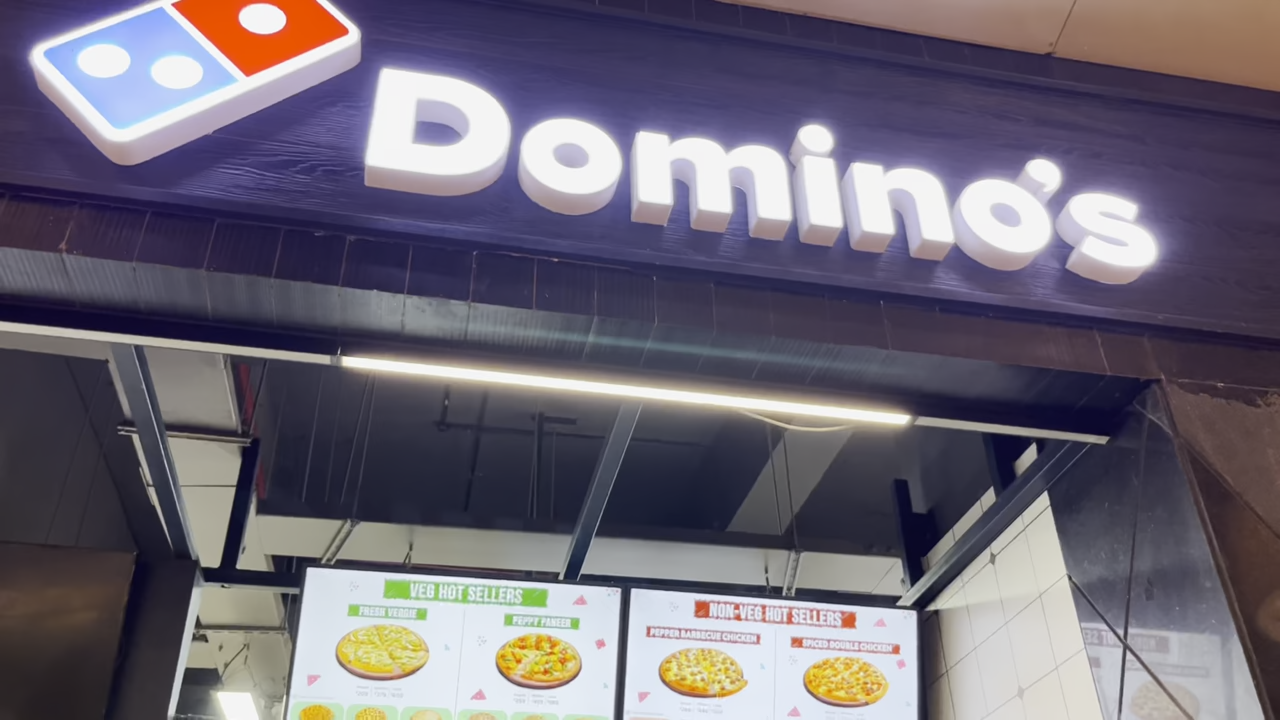 Domino's
VEG HOT SELLERS
FRESH VEGGIE
PEPPY PANEER
NON-VEG HOT SELLERS
PEPPER BARBECUE CHICKEN
SPICED DOUBLE CHICKEN